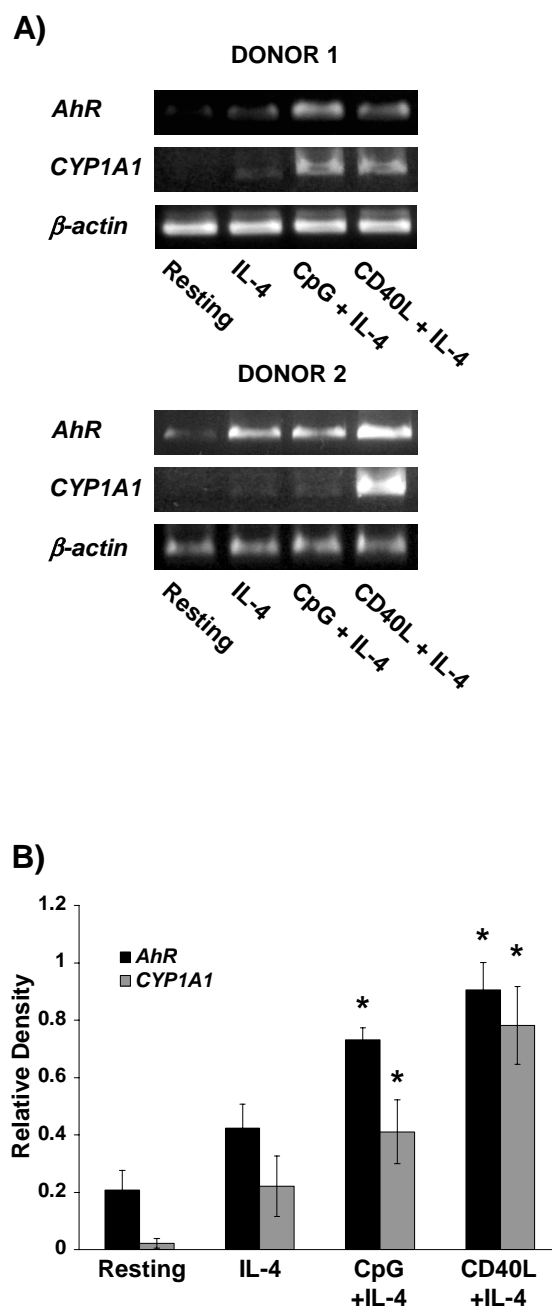 A)
DONOR 1
AhR
CYP1A1
β-actin
Resting
IL-4
CpG + IL-4
CD40L + IL-4
DONOR 2
AhR
CYP1A1
β-actin
Resting
IL-4
CpG + IL-4
CD40L + IL-4
B)
Relative Density
1.2
1
0.8
0.6
0.4
0.2
0
AhR
CYP1A1
*
*
*
*
Resting
IL-4
CpG
+IL-4
CD40L
+IL-4